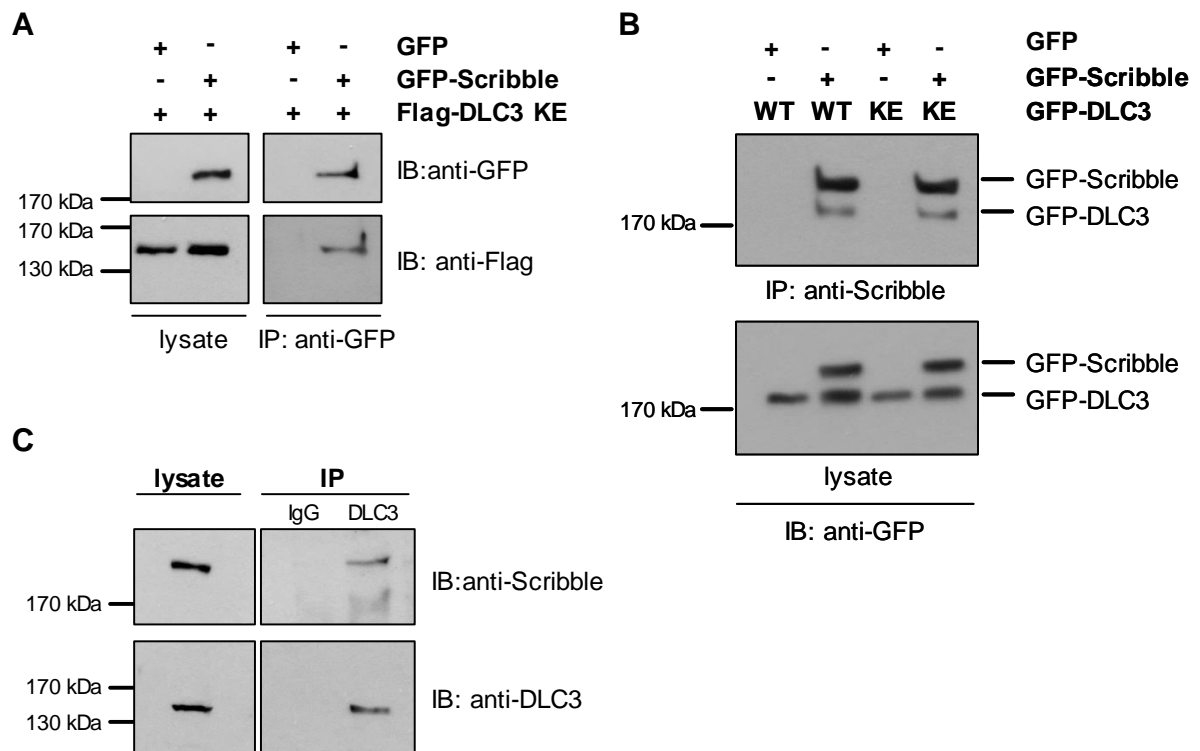 A
+ - + - GFP
- + - + GFP-Scribble
+ + + + Flag-DLC3 KE
IB:anti-GFP
170 kDa
170 kDa
130 kDa
IB: anti-Flag
lysate IP: anti-GFP
B
+ - + - GFP
- + - + GFP-Scribble
WT WT KE KE GFP-DLC3
GFP-Scribble
GFP-DLC3
170 kDa
IP: anti-Scribble
GFP-Scribble
GFP-DLC3
170 kDa
lysate
IB: anti-GFP
C
lysate IP
IgG DLC3
IB:anti-Scribble
170 kDa
170 kDa
130 kDa
IB: anti-DLC3